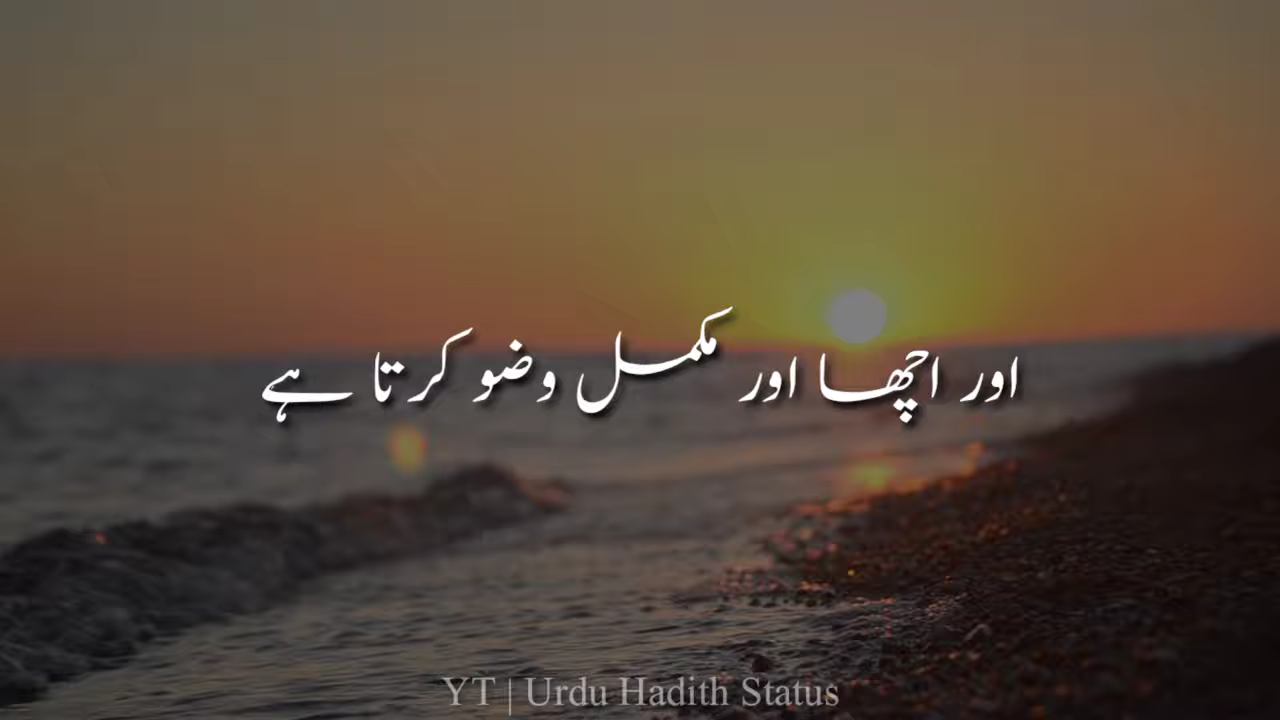 اور اچھا اور مکمل وضو کرتا ہے
YT | Urdu Hadith Status